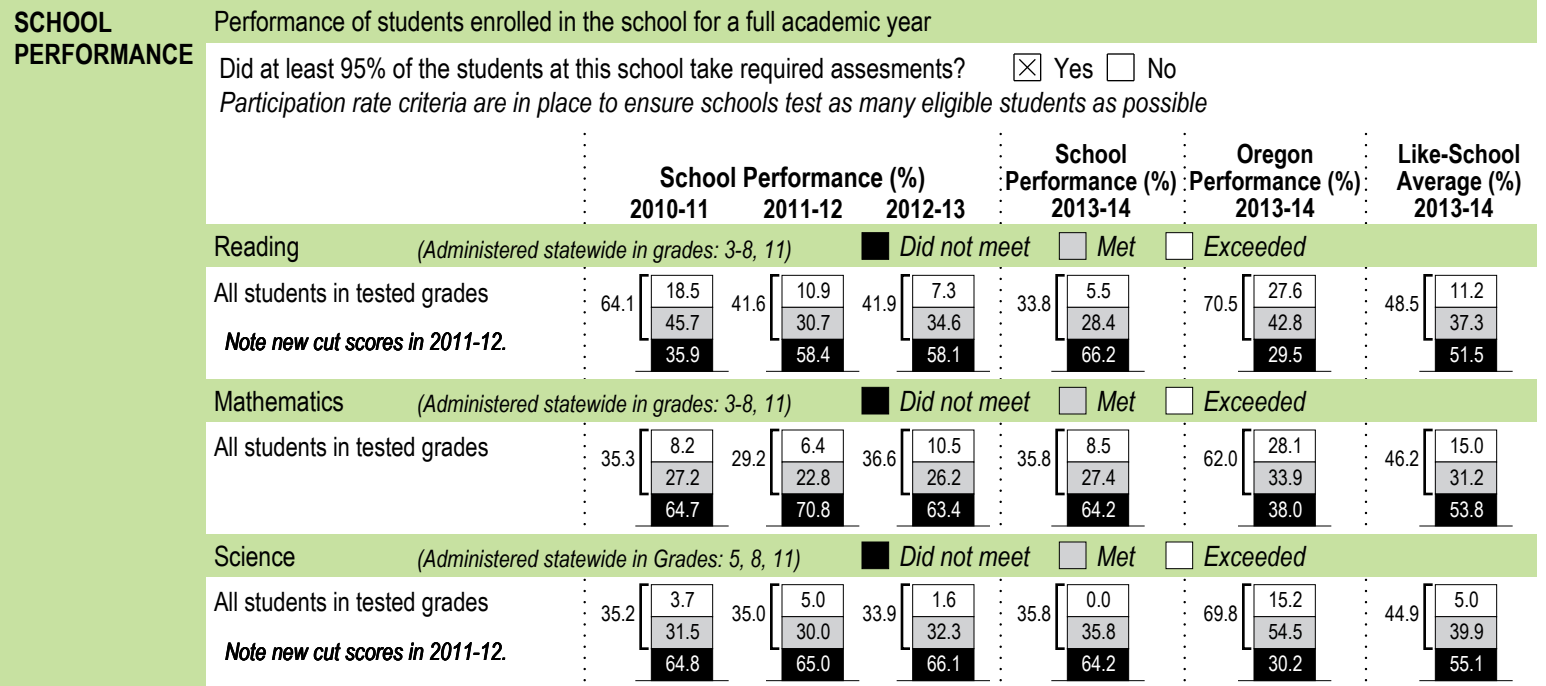 SCHOOL PERFORMANCE
Performance of students enrolled in the school for a full academic year
Did at least 95% of the students at this school take required assesments? ☒ Yes ☐ No
Participation rate criteria are in place to ensure schools test as many eligible students as possible
School Performance (%)
2010-11 2011-12 2012-13
School Performance (%) 2013-14
Oregon Performance (%) 2013-14
Like-School Average (%) 2013-14
Reading (Administered statewide in grades: 3-8, 11) Did not meet Met Exceeded
All students in tested grades
Note new cut scores in 2011-12.
64.1 18.5 45.7 35.9
41.6 10.9 30.7 58.4
41.9 7.3 34.6 58.1
33.8 5.5 28.4 66.2
70.5 27.6 42.8 29.5
48.5 11.2 37.3 51.5
Mathematics (Administered statewide in grades: 3-8, 11) Did not meet Met Exceeded
All students in tested grades
35.3 8.2 27.2 64.7
29.2 6.4 22.8 70.8
36.6 10.5 26.2 63.4
35.8 8.5 27.4 64.2
62.0 28.1 33.9 38.0
46.2 15.0 31.2 53.8
Science (Administered statewide in Grades: 5, 8, 11) Did not meet Met Exceeded
All students in tested grades
Note new cut scores in 2011-12.
35.2 3.7 31.5 64.8
35.0 5.0 30.0 65.0
33.9 1.6 32.3 66.1
35.8 0.0 35.8 64.2
69.8 15.2 54.5 30.2
44.9 5.0 39.9 55.1